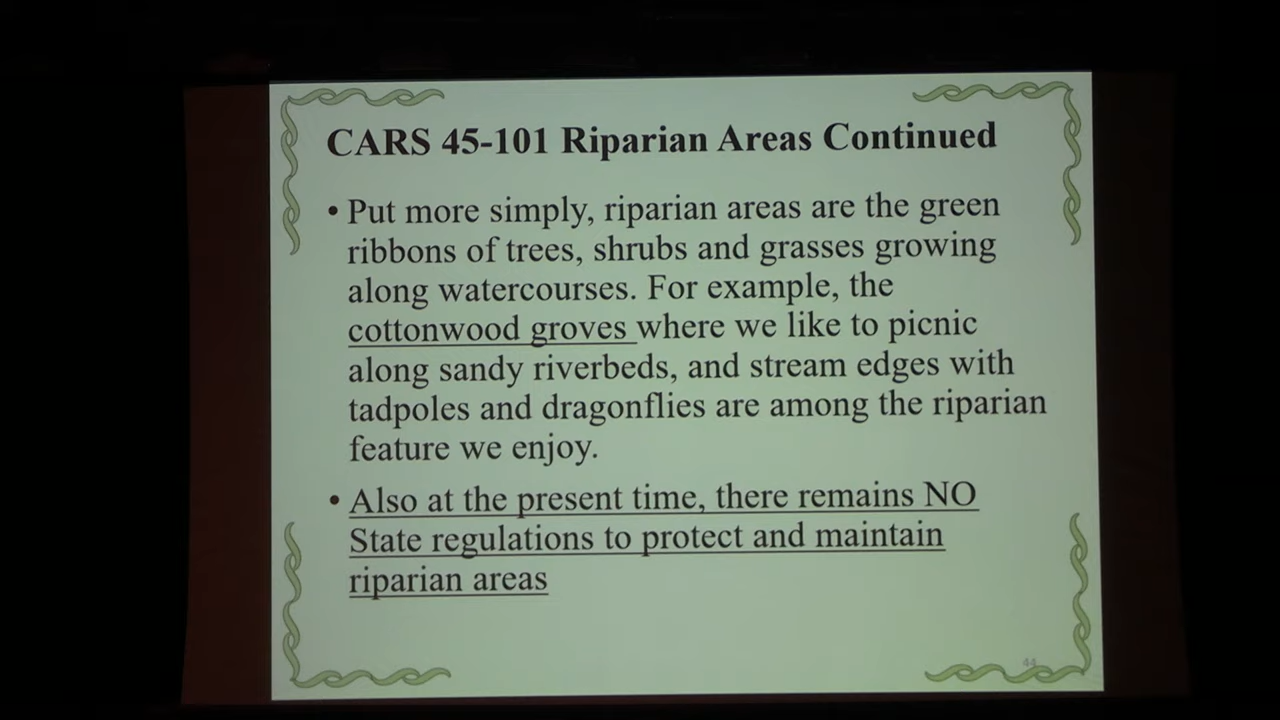 CARS 45-101 Riparian Areas Continued
• Put more simply, riparian areas are the green
ribbons of trees, shrubs and grasses growing
along watercourses. For example, the
cottonwood groves where we like to picnic
along sandy riverbeds, and stream edges with
tadpoles and dragonflies are among the riparian
feature we enjoy.
• Also at the present time, there remains NO
State regulations to protect and maintain
riparian areas
44